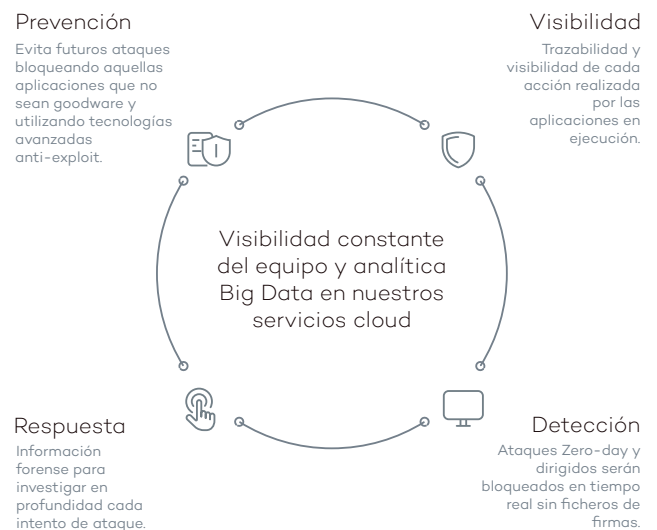 Prevención
Evita futuros ataques
bloqueando aquellas
aplicaciones que no
sean goodware y
utilizando tecnologías
avanzadas
anti-exploit.
Visibilidad
Trazabilidad y
visibilidad de cada
acción realizada
por las
aplicaciones en
ejecución.
Visibilidad constante
del equipo y analítica
Big Data en nuestros
servicios cloud
Respuesta
Información
forense para
investigar en
profundidad cada
intento de ataque.
Detección
Ataques Zero-day y
dirigidos serán
bloqueados en tiempo
real sin ficheros de
firmas.